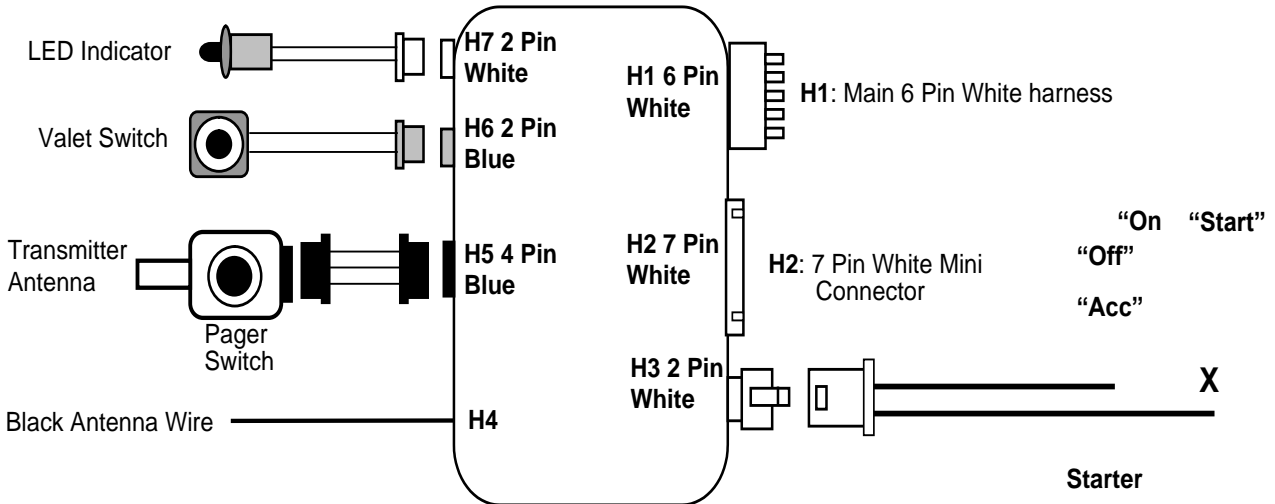 LED Indicator
H7 2 Pin
White
Valet Switch
H6 2 Pin
Blue
Transmitter
Antenna
Pager
Switch
H5 4 Pin
Blue
Black Antenna Wire
H4
H1 6 Pin
White
H1: Main 6 Pin White harness
H2 7 Pin
White
H2: 7 Pin White Mini
Connector
“On “Start”
“Off”
“Acc”
H3 2 Pin
White
X
Starter